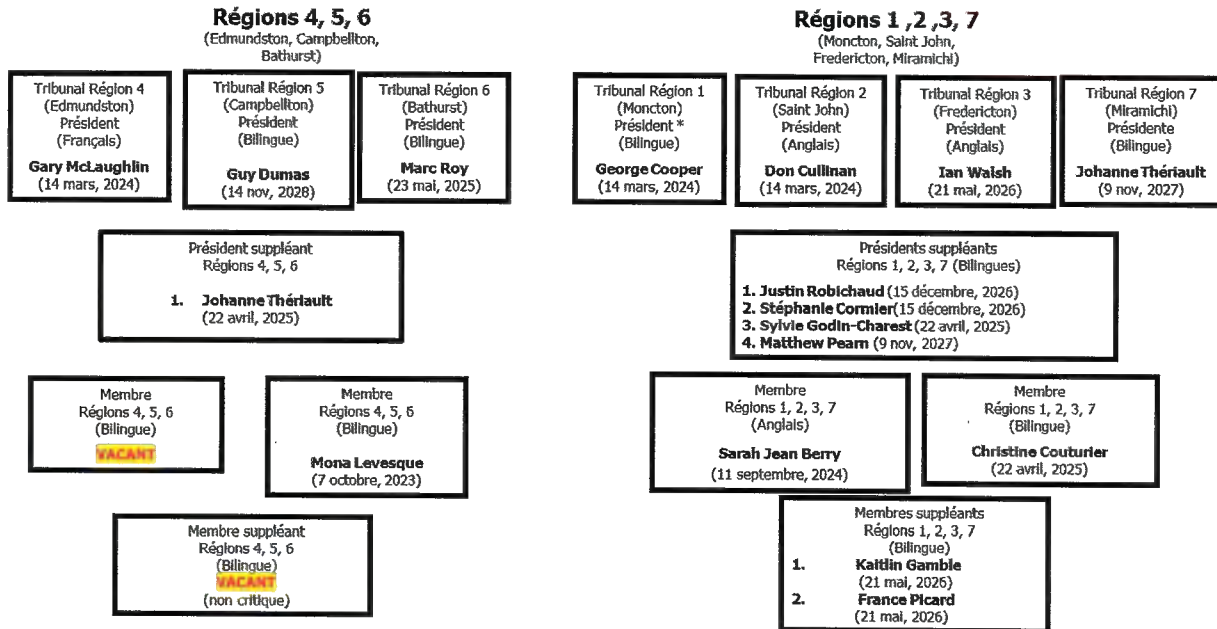 Régions 4, 5, 6
(Edmundston, Campbellton,
Bathurst)
Tribunal Région 4
(Edmundston)
Président
(Français)
Gary McLaughlin
(14 mars, 2024)
Tribunal Région 5
(Campbellton)
Président
(Bilingue)
Guy Dumas
(14 nov, 2028)
Tribunal Région 6
(Bathurst)
Président
(Bilingue)
Marc Roy
(23 mai, 2025)
Président suppléant
Régions 4, 5, 6
1. Johanne Thériault
(22 avril, 2025)
Membre
Régions 4, 5, 6
(Bilingue)
VACANT
Membre
Régions 4, 5, 6
(Bilingue)
Mona Levesque
(7 octobre, 2023)
Membre suppléant
Régions 4, 5, 6
(Bilingue)
VACANT
(non critique)
Régions 1 ,2 ,3, 7
(Moncton, Saint John,
Fredericton, Miramichi)
Tribunal Région 1
(Moncton)
Président *
(Bilingue)
George Cooper
(14 mars, 2024)
Tribunal Région 2
(Saint John)
Président
(Anglais)
Don Cullinan
(14 mars, 2024)
Tribunal Région 3
(Fredericton)
Président
(Anglais)
Ian Walsh
(21 mai, 2026)
Tribunal Région 7
(Miramichi)
Présidente
(Bilingue)
Johanne Thériault
(9 nov, 2027)
Présidents suppléants
Régions 1, 2, 3, 7 (Bilingues)
1. Justin Robichaud (15 décembre, 2026)
2. Stéphanie Cormier(15 décembre, 2026)
3. Sylvie Godin-Charest (22 avril, 2025)
4. Matthew Pearn (9 nov, 2027)
Membre
Régions 1, 2, 3, 7
(Anglais)
Sarah Jean Berry
(11 septembre, 2024)
Membre
Régions 1, 2, 3, 7
(Bilingue)
Christine Couturier
(22 avril, 2025)
Membres suppléants
Régions 1, 2, 3, 7
(Bilingue)
1. Kaitlin Gamble
(21 mai, 2026)
2. France Picard
(21 mai, 2026)